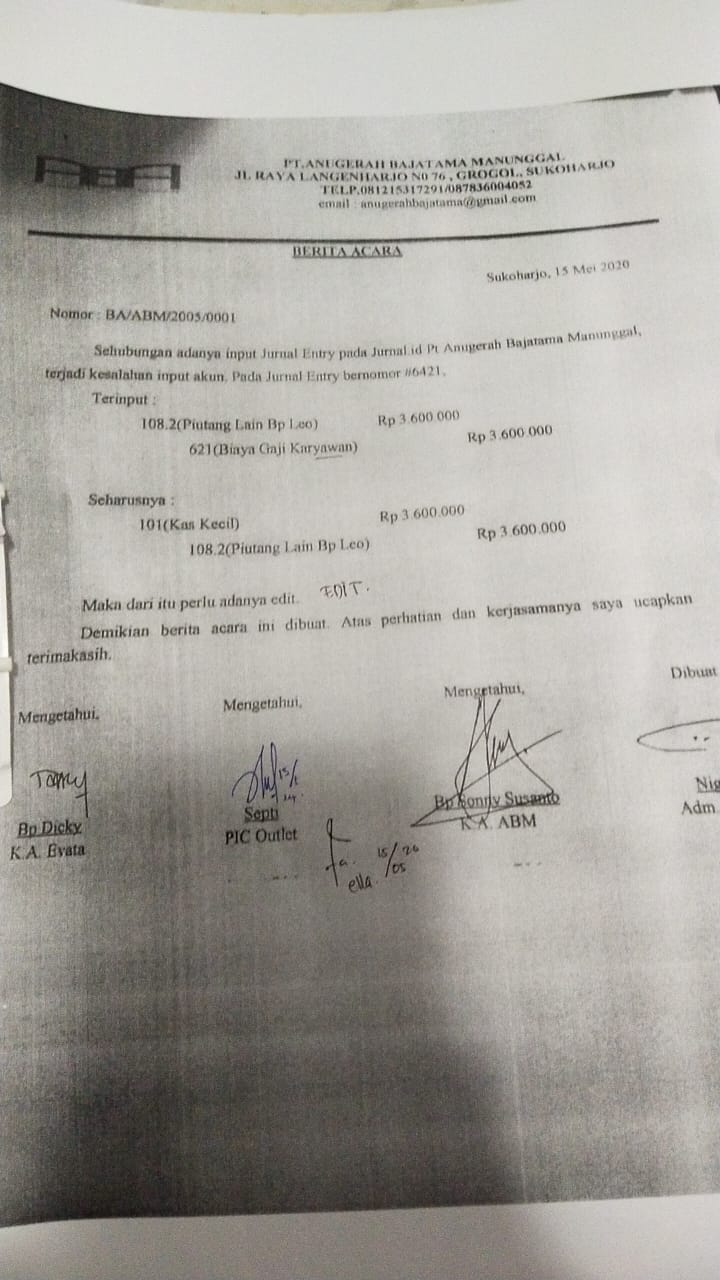 ABA
PT.ANUGERAH BAJATAMA MANUNGGAL
JL. RAYA LANGENHARJO N0 76 , GROGOL, SUKOHARJO
TELP.081215317291/087836004052
email : anugerahbajatama@gmail.com
BERITA ACARA
Sukoharjo, 15 Mei 2020
Nomor : BA/ABM/2005/0001
Sehubungan adanya input Jurnal Entry pada Jurnal.id Pt Anugerah Bajatama Manunggal,
terjadi kesalahan input akun. Pada Jurnal Entry bernomor #6421.
Terinput :
108.2(Piutang Lain Bp Leo) Rp 3.600.000
621(Biaya Gaji Karyawan) Rp 3.600.000
Seharusnya :
101(Kas Kecil) Rp 3.600.000
108.2(Piutang Lain Bp Leo) Rp 3.600.000
Maka dari itu perlu adanya edit. EDIT.
Demikian berita acara ini dibuat. Atas perhatian dan kerjasamanya saya ucapkan
terimakasih.
Mengetahui, Mengetahui, Mengetahui, Dibuat
Bp Dicky Septi Bp Ronny Susanto Nig
K.A. Evata PIC Outlet K.A. ABM Adm
ella 15/05 20